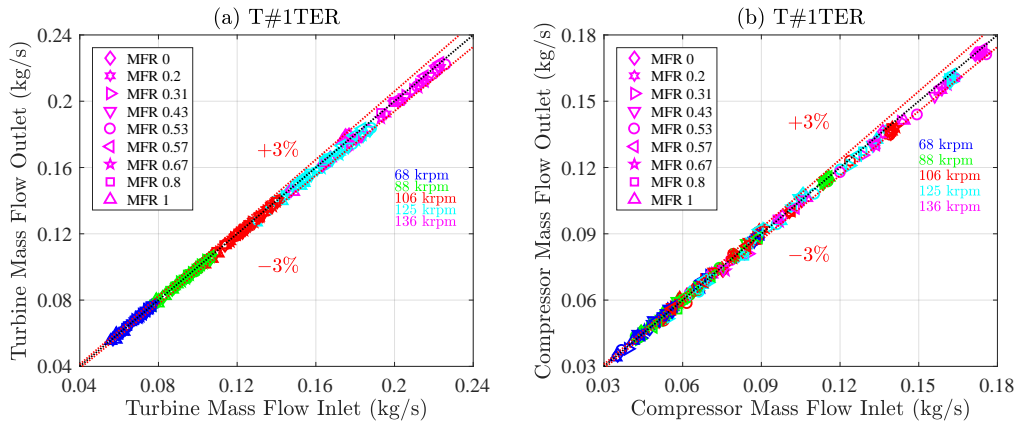 (a) T#1TER
Turbine Mass Flow Outlet (kg/s)
0.24
0.2
0.16
0.12
0.08
0.04
MFR 0
MFR 0.2
MFR 0.31
MFR 0.43
MFR 0.53
MFR 0.57
MFR 0.67
MFR 0.8
MFR 1
+3%
68 krpm
88 krpm
106 krpm
125 krpm
136 krpm
−3%
0.04
0.08
0.12
0.16
0.2
0.24
Turbine Mass Flow Inlet (kg/s)
(b) T#1TER
Compressor Mass Flow Outlet (kg/s)
0.18
0.15
0.12
0.09
0.06
0.03
MFR 0
MFR 0.2
MFR 0.31
MFR 0.43
MFR 0.53
MFR 0.57
MFR 0.67
MFR 0.8
MFR 1
+3%
68 krpm
88 krpm
106 krpm
125 krpm
136 krpm
−3%
0.03
0.06
0.09
0.12
0.15
0.18
Compressor Mass Flow Inlet (kg/s)